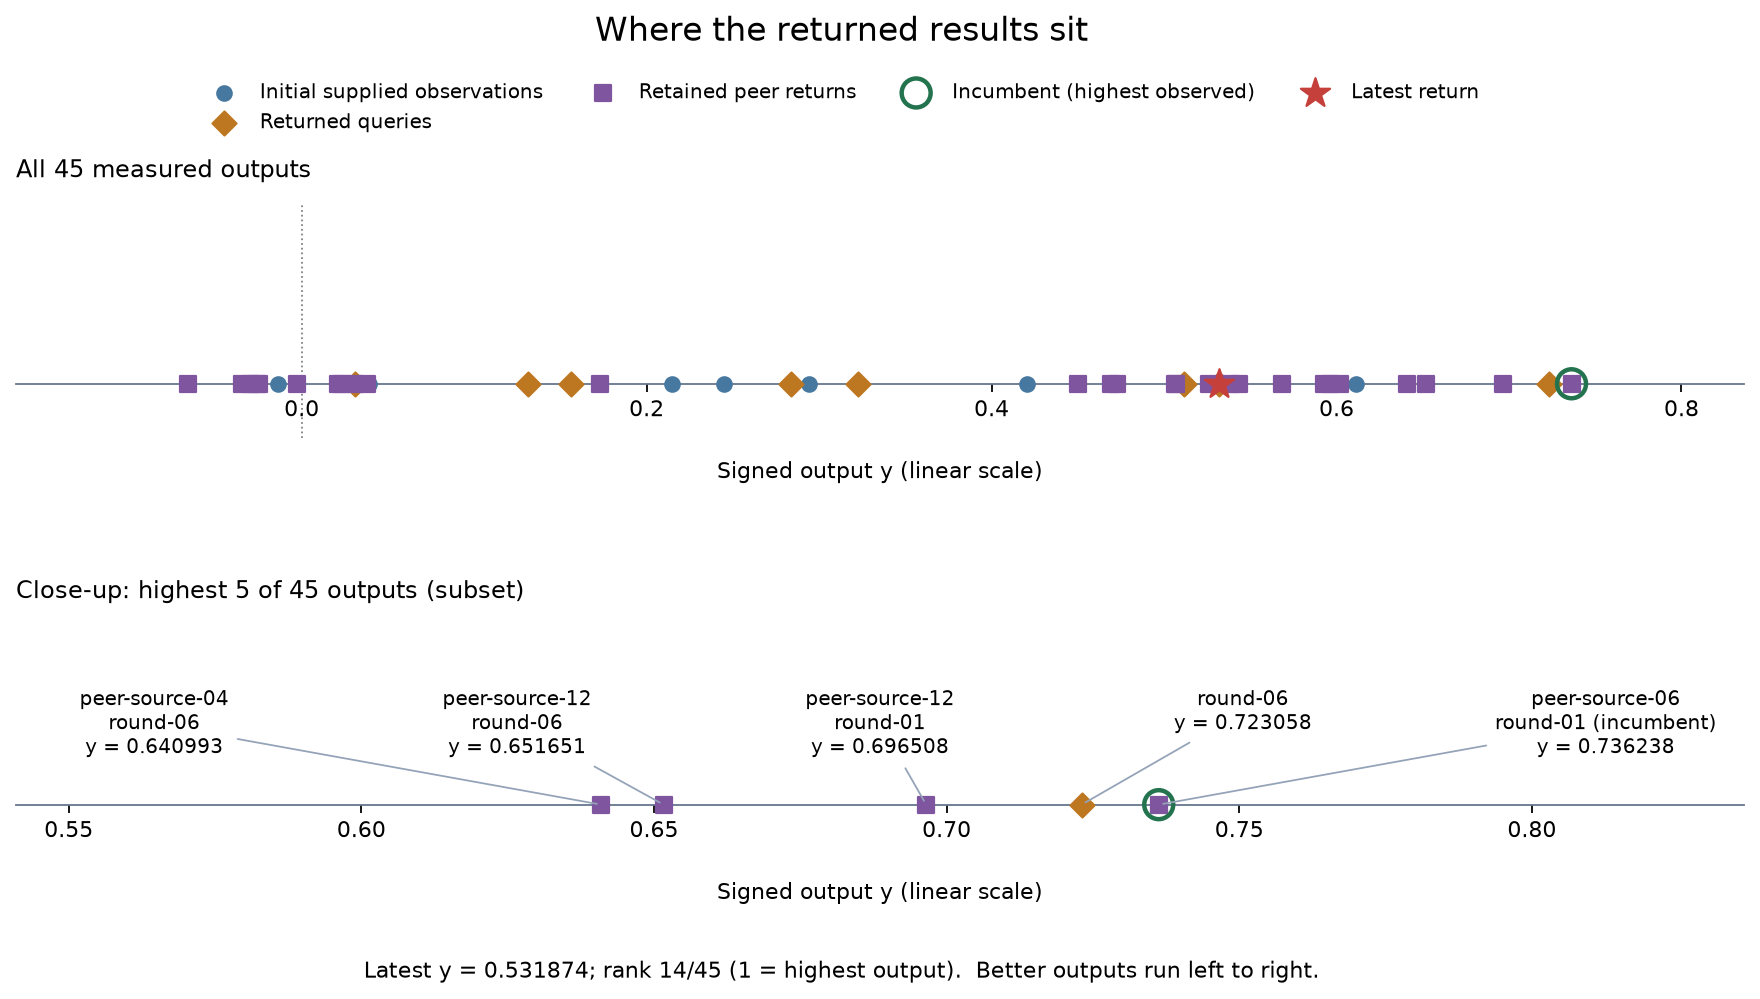 Where the returned results sit
Initial supplied observations
Returned queries
Retained peer returns
Incumbent (highest observed)
Latest return
All 45 measured outputs
0.0 0.2 0.4 0.6 0.8
Signed output y (linear scale)
Close-up: highest 5 of 45 outputs (subset)
peer-source-04
round-06
y = 0.640993
peer-source-12
round-06
y = 0.651651
peer-source-12
round-01
y = 0.696508
round-06
y = 0.723058
peer-source-06
round-01 (incumbent)
y = 0.736238
0.55 0.60 0.65 0.70 0.75 0.80
Signed output y (linear scale)
Latest y = 0.531874; rank 14/45 (1 = highest output).  Better outputs run left to right.